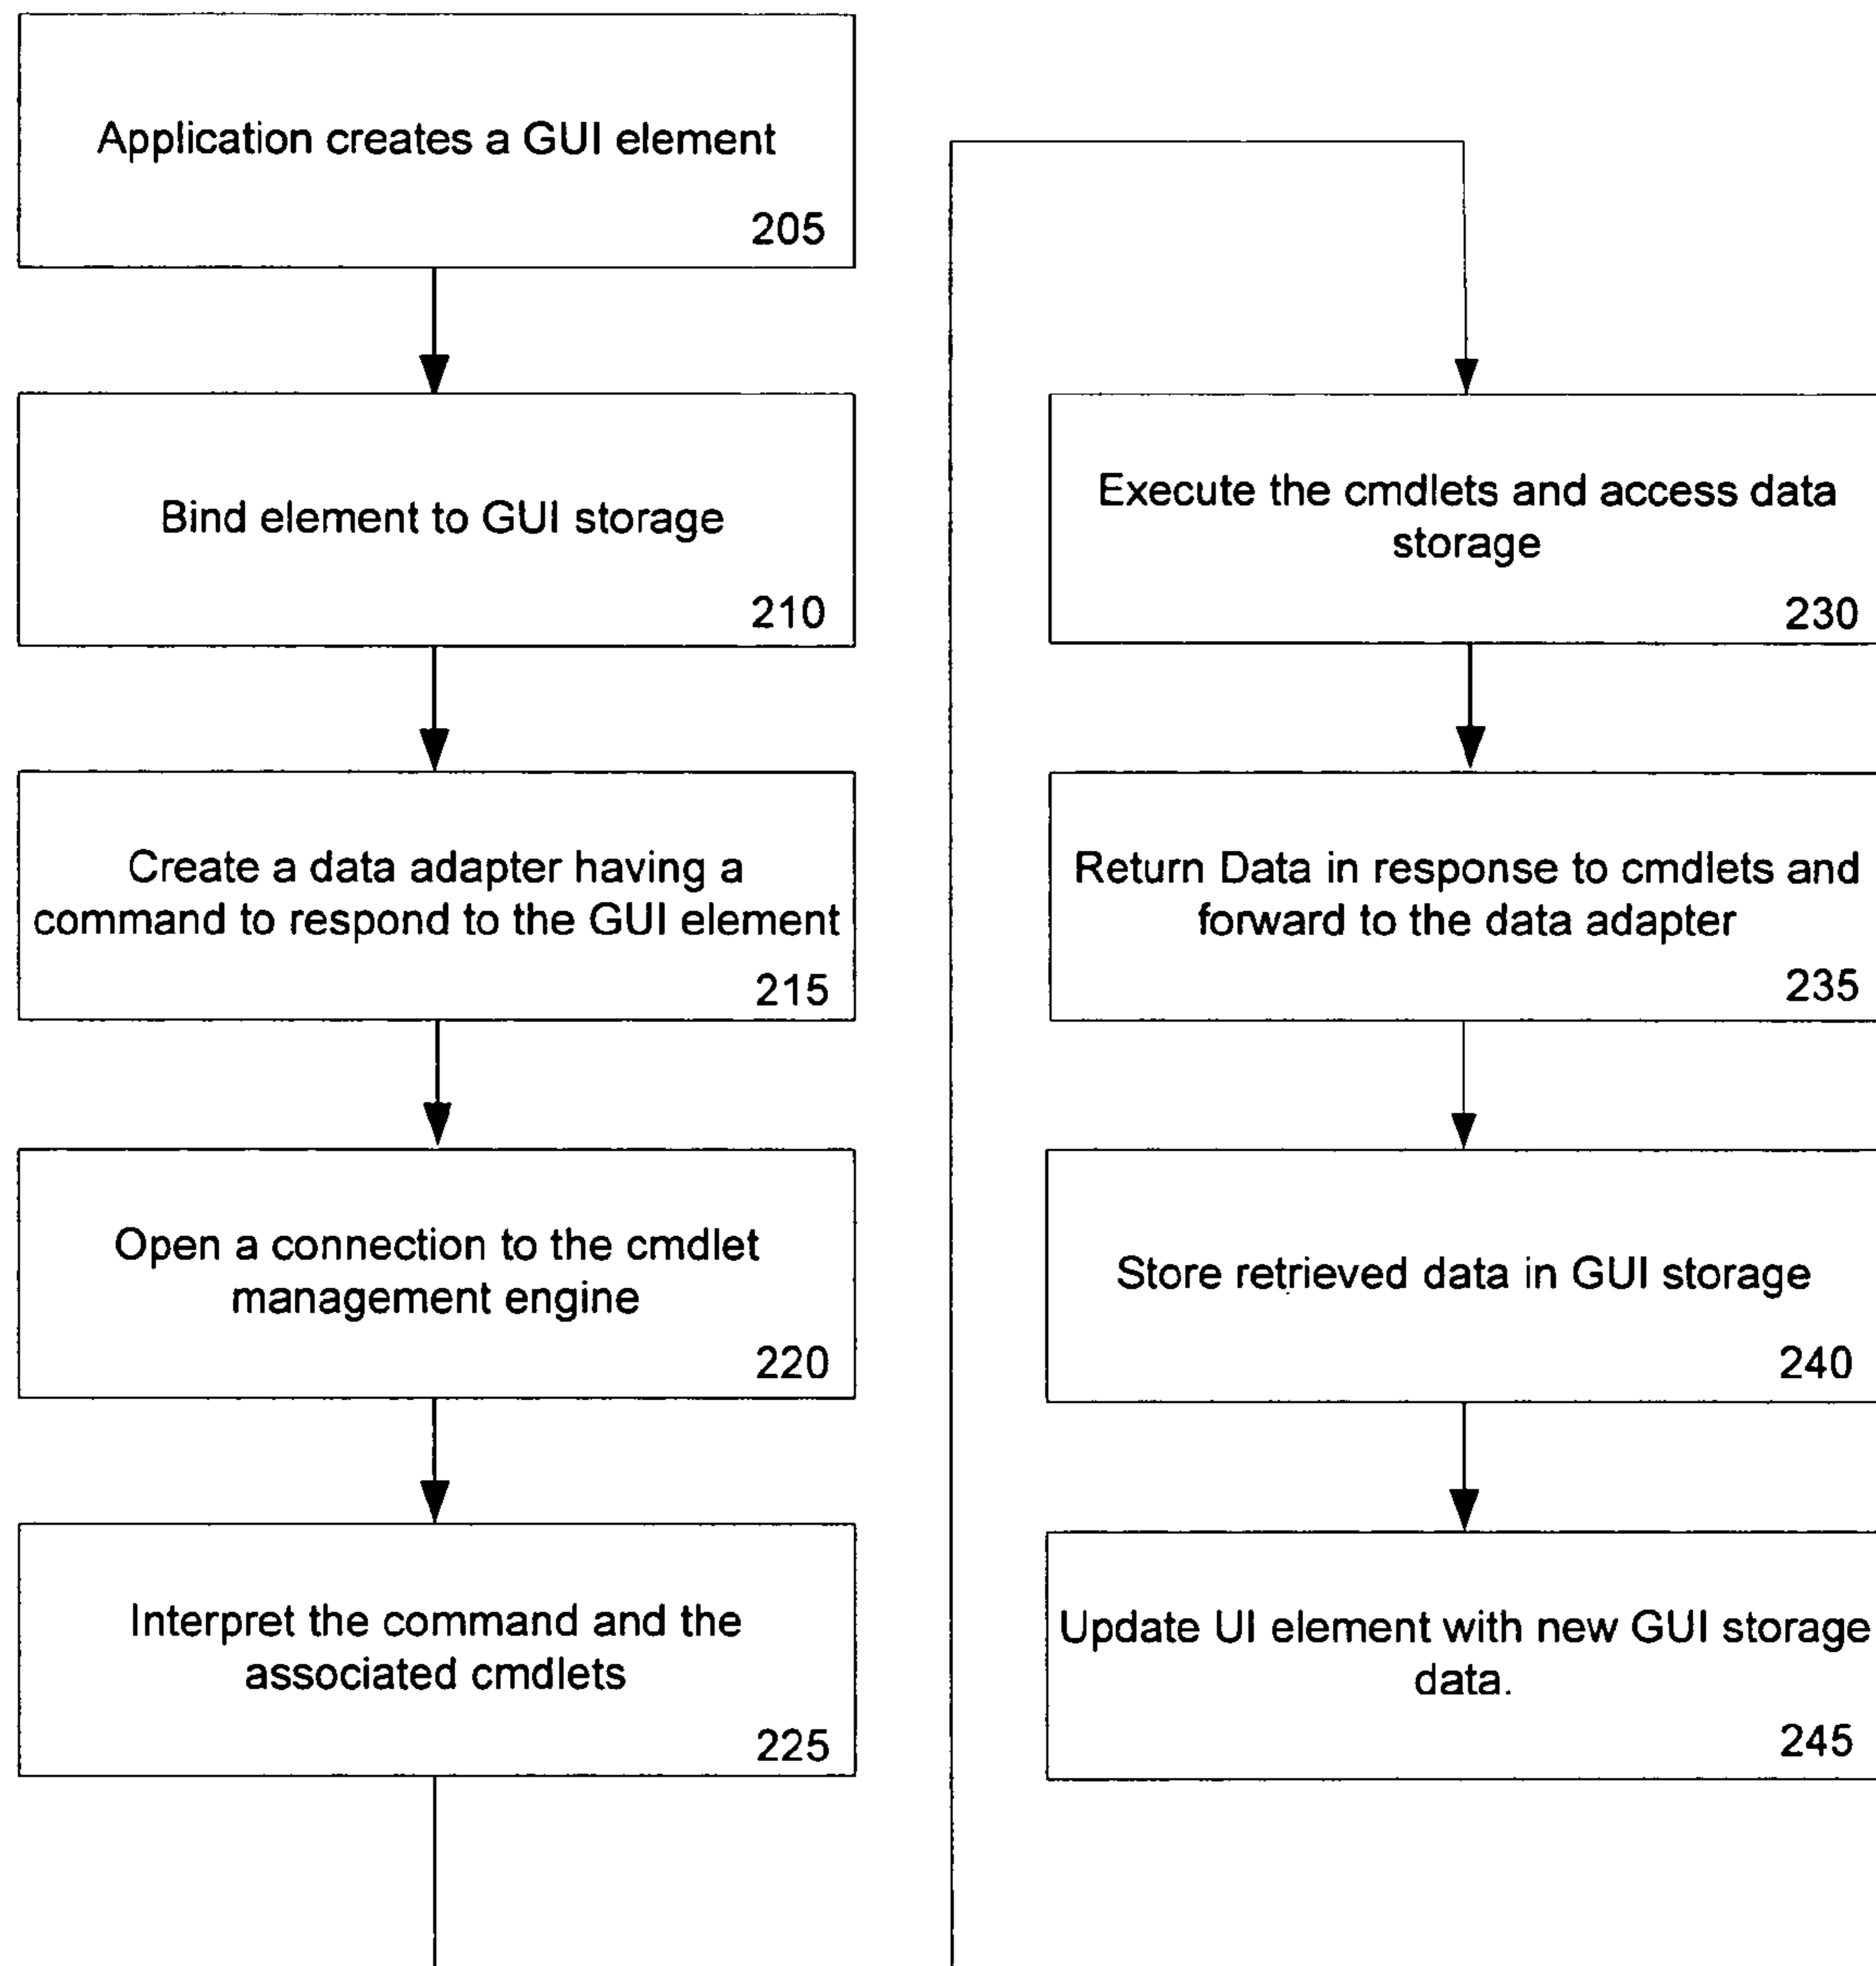 Application creates a GUI element
205
Bind element to GUI storage
210
Create a data adapter having a
command to respond to the GUI element
215
Open a connection to the cmdlet
management engine
220
Interpret the command and the
associated cmdlets
225
Execute the cmdlets and access data
storage
230
Return Data in response to cmdlets and
forward to the data adapter
235
Store retrieved data in GUI storage
240
Update UI element with new GUI storage
data.
245